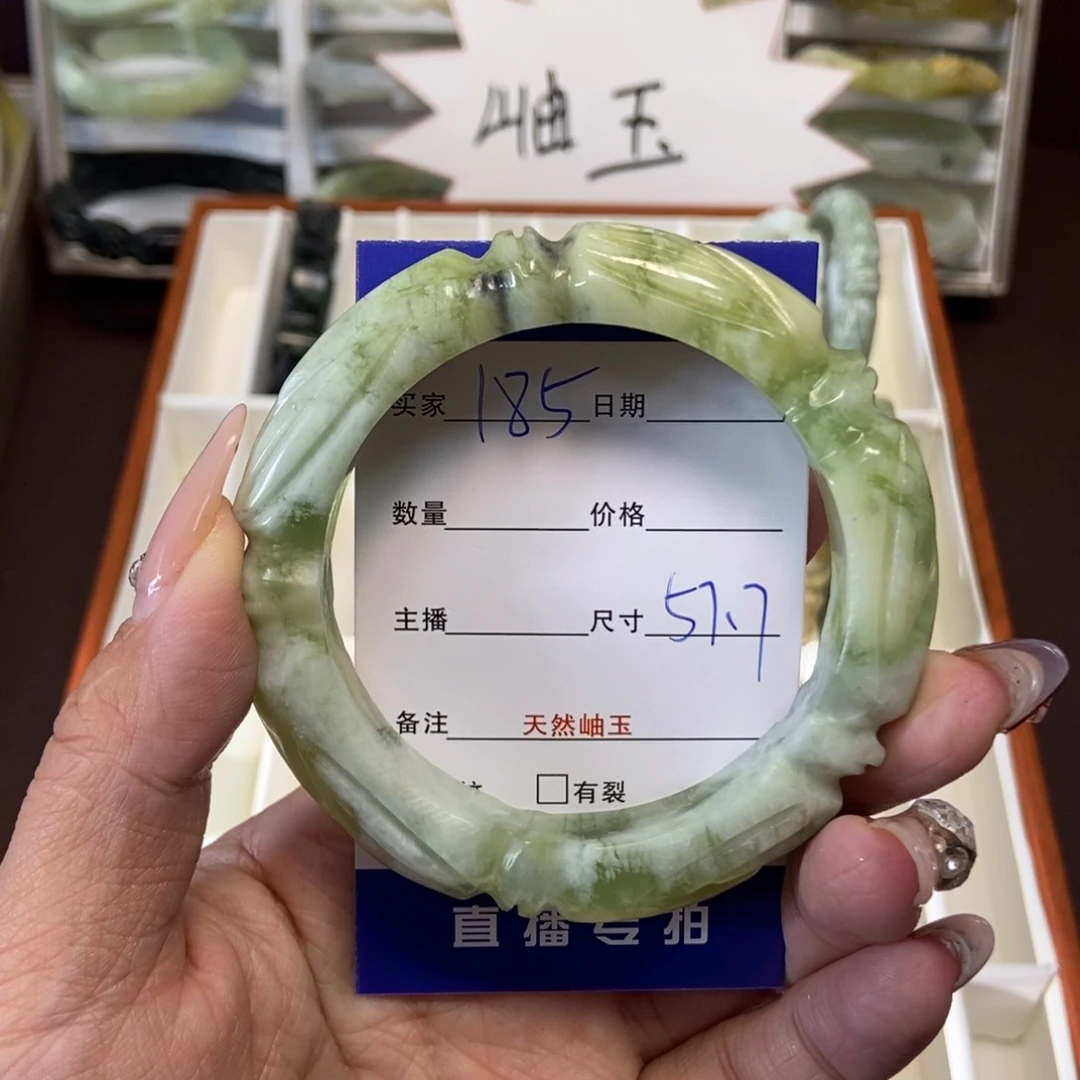 岫玉
买家 185 日期
数量 价格
主播 尺寸 57.7
备注 天然岫玉
□有裂
直播专拍